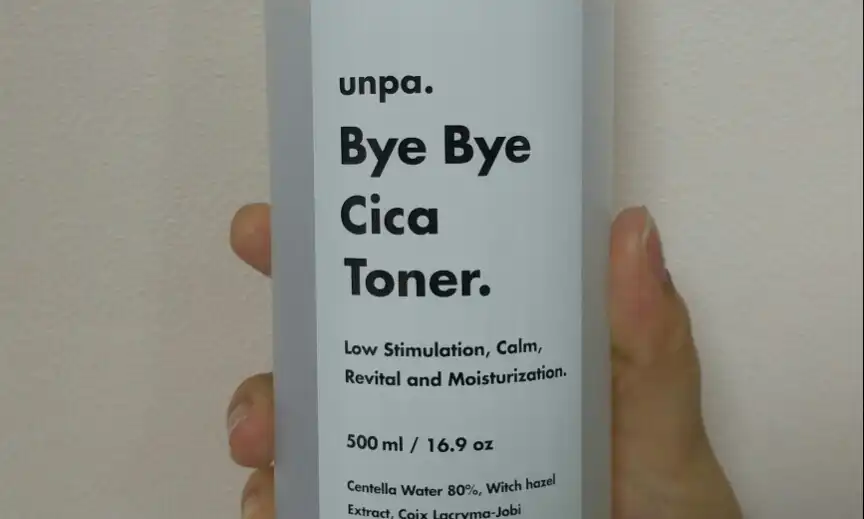 unpa.
Bye Bye
Cica
Toner.
Low Stimulation, Calm,
Revital and Moisturization.
500 ml / 16.9 oz
Centella Water 80%, Witch hazel
Extract, Coix Lacryma-Jobi